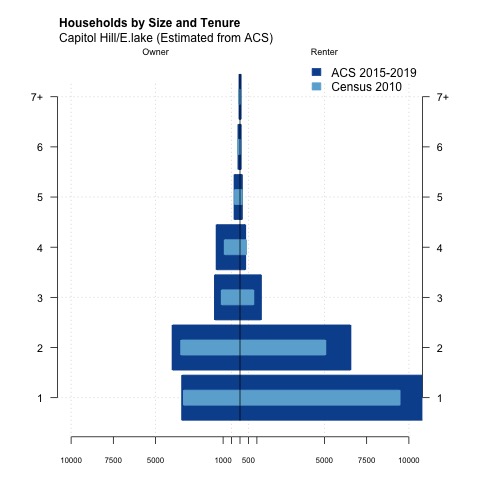 Households by Size and Tenure
Capitol Hill/E.lake (Estimated from ACS)
Owner Renter
ACS 2015-2019
Census 2010
7+ 7+
6 6
5 5
4 4
3 3
2 2
1 1
10000 7500 5000 1000 500 5000 7500 10000